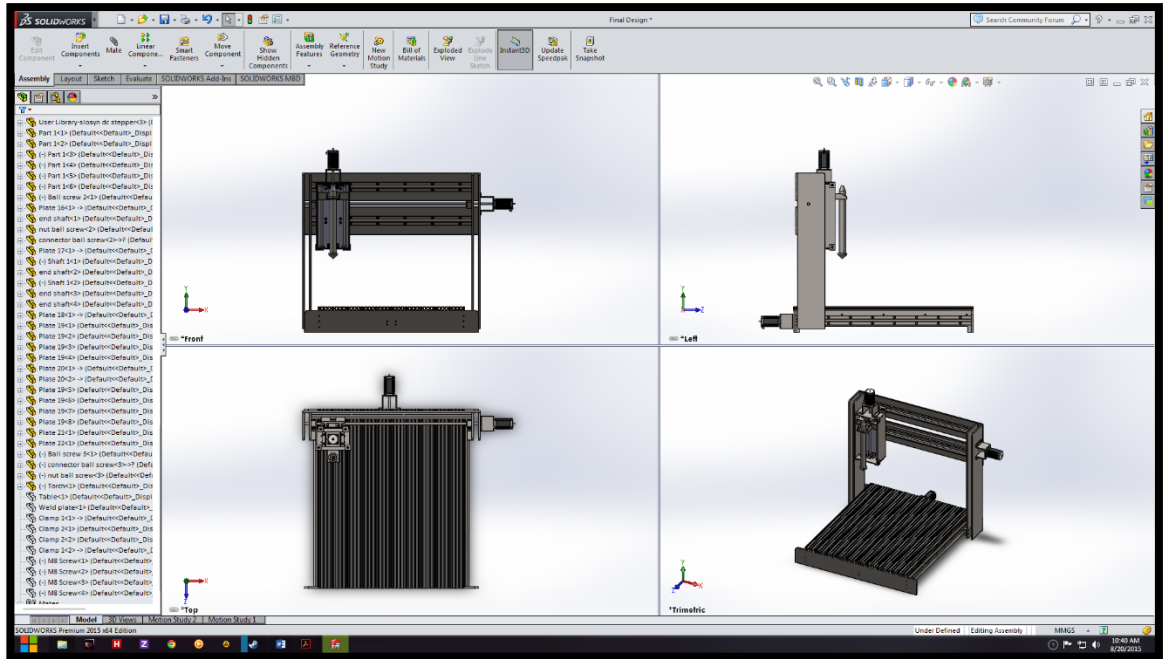 SOLIDWORKS
Final Design *
Search Community Forum
Edit Component
Insert Components
Mate
Linear Compone...
Smart Fasteners
Move Component
Show Hidden Components
Assembly Features
Reference Geometry
New Motion Study
Bill of Materials
Exploded View
Explode Line Sketch
Instant3D
Update Speedpak
Take Snapshot
Assembly Layout Sketch Evaluate SOLIDWORKS Add-Ins SOLIDWORKS MBD
User Library-slosyn dc stepper<3> (
Part 1<1> (Default<<Default>_Displ
Part 1<2> (Default<<Default>_Displ
(-) Part 1<3> (Default<<Default>_Dis
(-) Part 1<4> (Default<<Default>_Dis
(-) Part 1<5> (Default<<Default>_Dis
(-) Part 1<6> (Default<<Default>_Dis
(-) Ball screw 2<1> (Default<<Defau
Plate 16<1> -> (Default<<Default>_
end shaft<1> (Default<<Default>_D
nut ball screw<2> (Default<<Defaul
connector ball screw<2>->? (Defaul
Plate 17<1> -> (Default<<Default>_
(-) Shaft 1<1> (Default<<Default>_D
end shaft<2> (Default<<Default>_D
(-) Shaft 1<2> (Default<<Default>_D
end shaft<3> (Default<<Default>_D
end shaft<4> (Default<<Default>_D
Plate 18<1> -> (Default<<Default>_
Plate 19<1> (Default<<Default>_Dis
Plate 19<2> (Default<<Default>_Dis
Plate 19<3> (Default<<Default>_Dis
Plate 19<4> (Default<<Default>_Dis
Plate 20<1> -> (Default<<Default>_
Plate 20<2> -> (Default<<Default>_
Plate 19<5> (Default<<Default>_Dis
Plate 19<6> (Default<<Default>_Dis
Plate 19<7> (Default<<Default>_Dis
Plate 19<8> (Default<<Default>_Dis
Plate 21<1> (Default<<Default>_Dis
Plate 22<1> (Default<<Default>_Dis
(-) Ball screw 3<1> (Default<<Defau
(-) connector ball screw<3>->? (Defa
(-) nut ball screw<3> (Default<<Defa
(-) Torch<1> (Default<<Default>_Dis
Table<1> (Default<<Default>_Displ
Weld plate<1> (Default<<Default>_
Clamp 1<1> -> (Default<<Default>_
Clamp 2<1> (Default<<Default>_Dis
Clamp 2<2> (Default<<Default>_Dis
Clamp 1<2> -> (Default<<Default>_
(-) M8 Screw<1> (Default<<Default>
(-) M8 Screw<2> (Default<<Default>
(-) M8 Screw<3> (Default<<Default>
(-) M8 Screw<4> (Default<<Default>
Mates
Y
X
*Front
Y
Z
*Left
X
Z
*Top
Y
X
Z
*Trimetric
Model 3D Views Motion Study 2 Motion Study 1
SOLIDWORKS Premium 2015 x64 Edition
Under Defined Editing Assembly MMGS
10:40 AM
8/20/2015